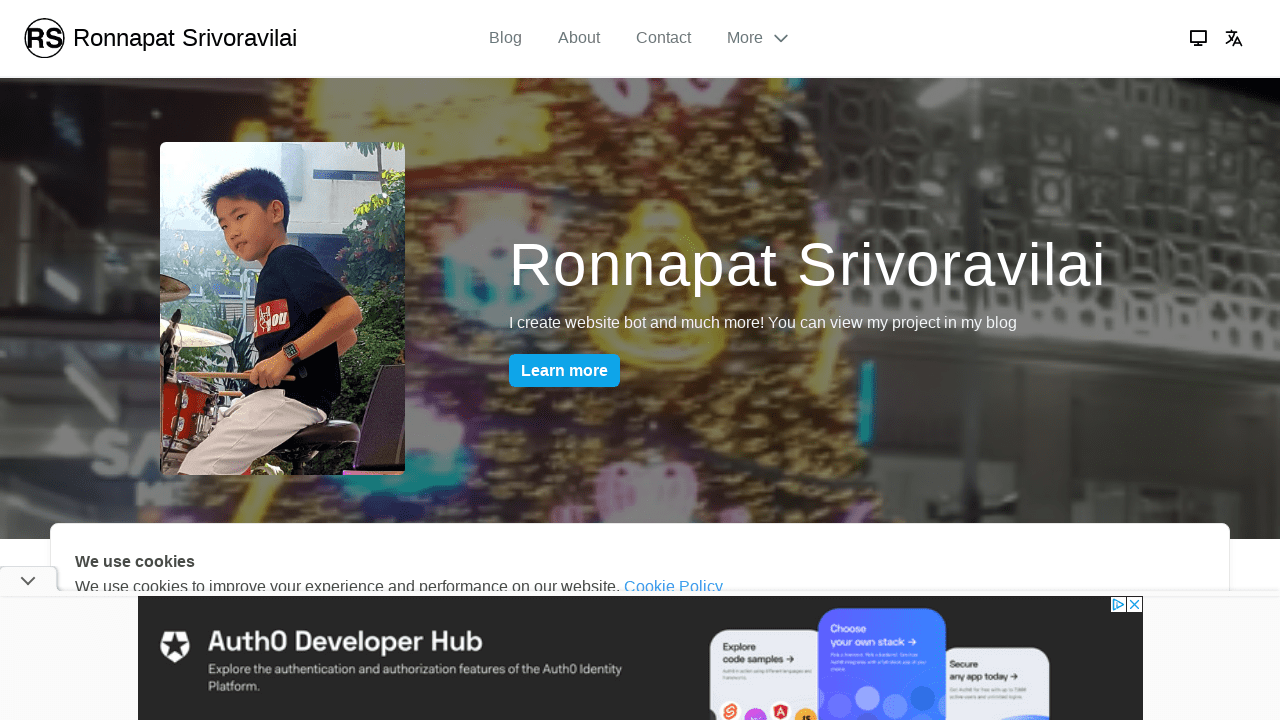 RS Ronnapat Srivoravilai
Blog
About
Contact
More
Ronnapat Srivoravilai
I create website bot and much more! You can view my project in my blog
Learn more
We use cookies
We use cookies to improve your experience and performance on our website. Cookie Policy
Auth0 Developer Hub
Explore the authentication and authorization features of the Auth0 Identity
Platform.
Explore
code samples →
Choose
your own stack →
Secure
any app today →